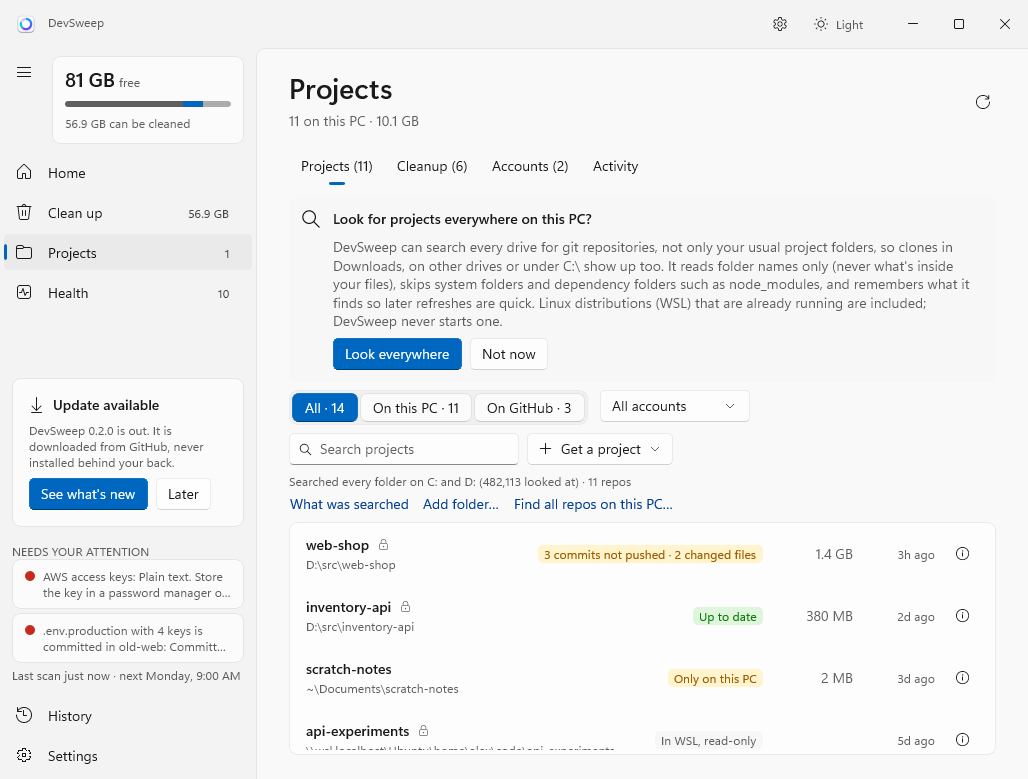 DevSweep
Light
81 GB free
56.9 GB can be cleaned
Home
Clean up 56.9 GB
Projects 1
Health 10
Update available
DevSweep 0.2.0 is out. It is
downloaded from GitHub, never
installed behind your back.
See what's new Later
NEEDS YOUR ATTENTION
AWS access keys: Plain text. Store
the key in a password manager o...
.env.production with 4 keys is
committed in old-web: Committ...
Last scan just now · next Monday, 9:00 AM
History
Settings
Projects
11 on this PC · 10.1 GB
Projects (11) Cleanup (6) Accounts (2) Activity
Look for projects everywhere on this PC?
DevSweep can search every drive for git repositories, not only your usual project folders, so clones in
Downloads, on other drives or under C:\ show up too. It reads folder names only (never what's inside
your files), skips system folders and dependency folders such as node_modules, and remembers what it
finds so later refreshes are quick. Linux distributions (WSL) that are already running are included;
DevSweep never starts one.
Look everywhere Not now
All · 14 On this PC · 11 On GitHub · 3 All accounts
Search projects Get a project
Searched every folder on C: and D: (482,113 looked at) · 11 repos
What was searched Add folder... Find all repos on this PC...
web-shop 3 commits not pushed · 2 changed files 1.4 GB 3h ago
D:\src\web-shop
inventory-api Up to date 380 MB 2d ago
D:\src\inventory-api
scratch-notes Only on this PC 2 MB 3d ago
~\Documents\scratch-notes
api-experiments In WSL, read-only 5d ago